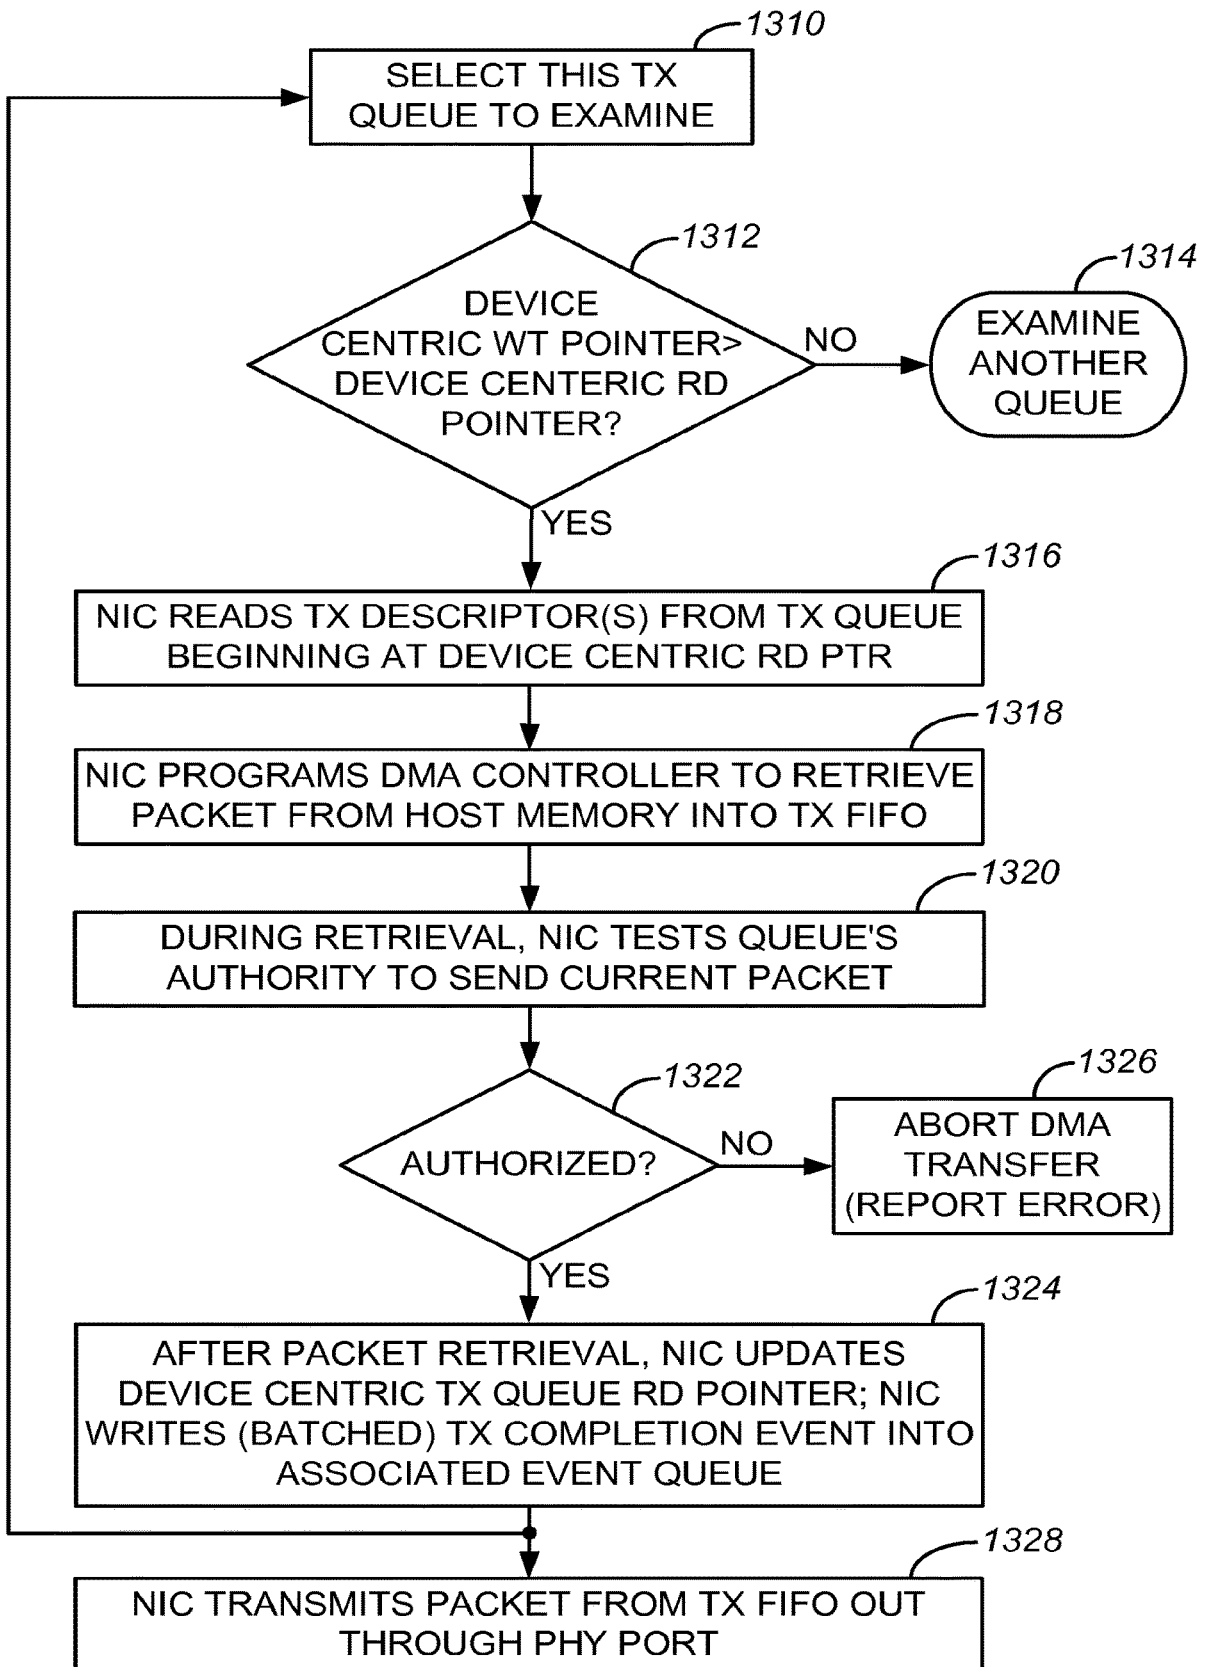 1310
SELECT THIS TX
QUEUE TO EXAMINE
1312
DEVICE
CENTRIC WT POINTER>
DEVICE CENTERIC RD
POINTER?
NO
1314
EXAMINE
ANOTHER
QUEUE
YES
1316
NIC READS TX DESCRIPTOR(S) FROM TX QUEUE
BEGINNING AT DEVICE CENTRIC RD PTR
1318
NIC PROGRAMS DMA CONTROLLER TO RETRIEVE
PACKET FROM HOST MEMORY INTO TX FIFO
1320
DURING RETRIEVAL, NIC TESTS QUEUE'S
AUTHORITY TO SEND CURRENT PACKET
1322
AUTHORIZED?
NO
1326
ABORT DMA
TRANSFER
(REPORT ERROR)
YES
1324
AFTER PACKET RETRIEVAL, NIC UPDATES
DEVICE CENTRIC TX QUEUE RD POINTER; NIC
WRITES (BATCHED) TX COMPLETION EVENT INTO
ASSOCIATED EVENT QUEUE
1328
NIC TRANSMITS PACKET FROM TX FIFO OUT
THROUGH PHY PORT